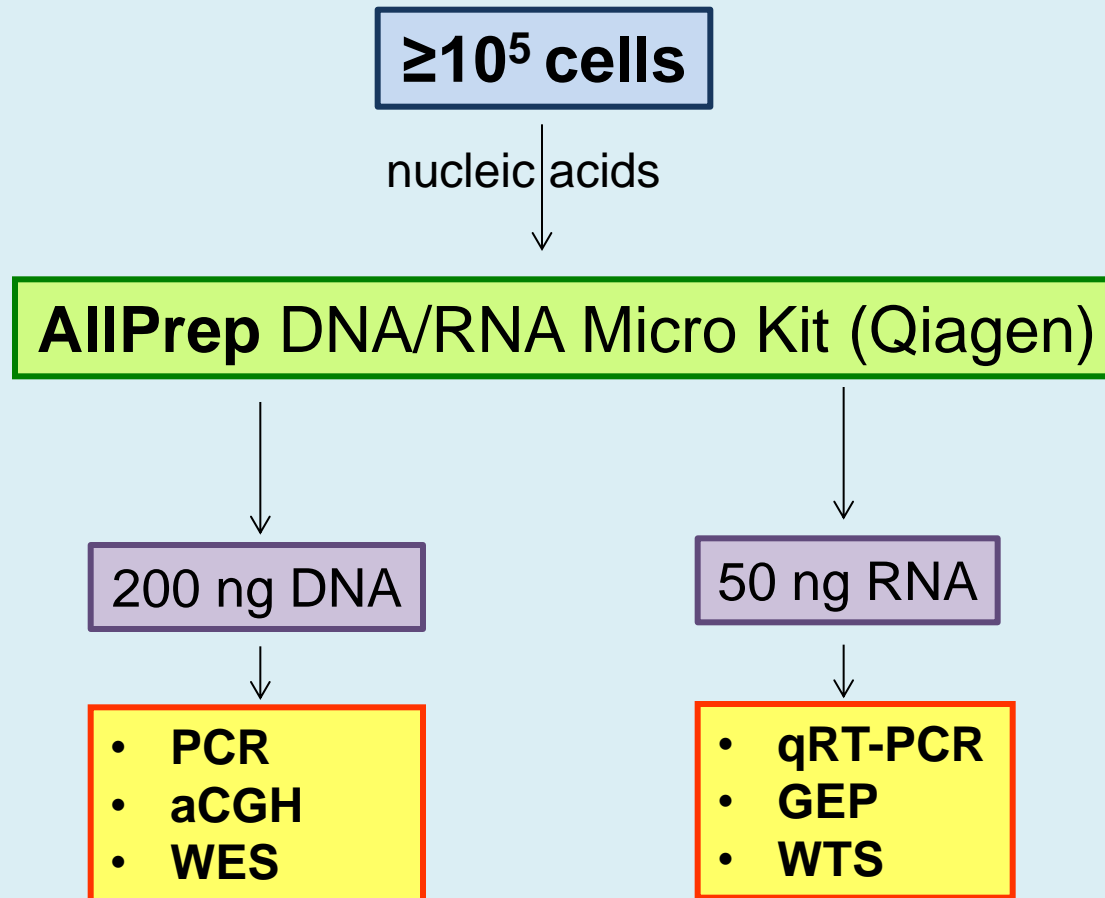 ≥10⁵ cells
nucleic acids
AllPrep DNA/RNA Micro Kit (Qiagen)
200 ng DNA
50 ng RNA
• PCR
• aCGH
• WES
• qRT-PCR
• GEP
• WTS